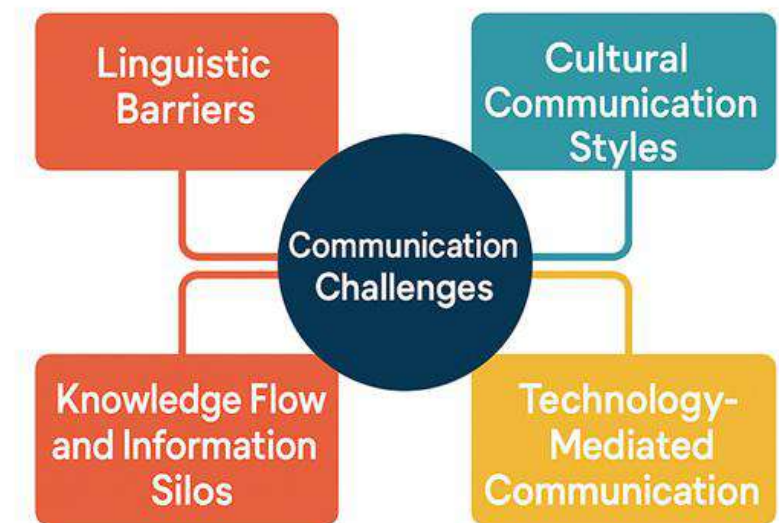 Linguistic
Barriers
Cultural
Communication
Styles
Communication
Challenges
Knowledge Flow
and Information
Silos
Technology-
Mediated
Communication